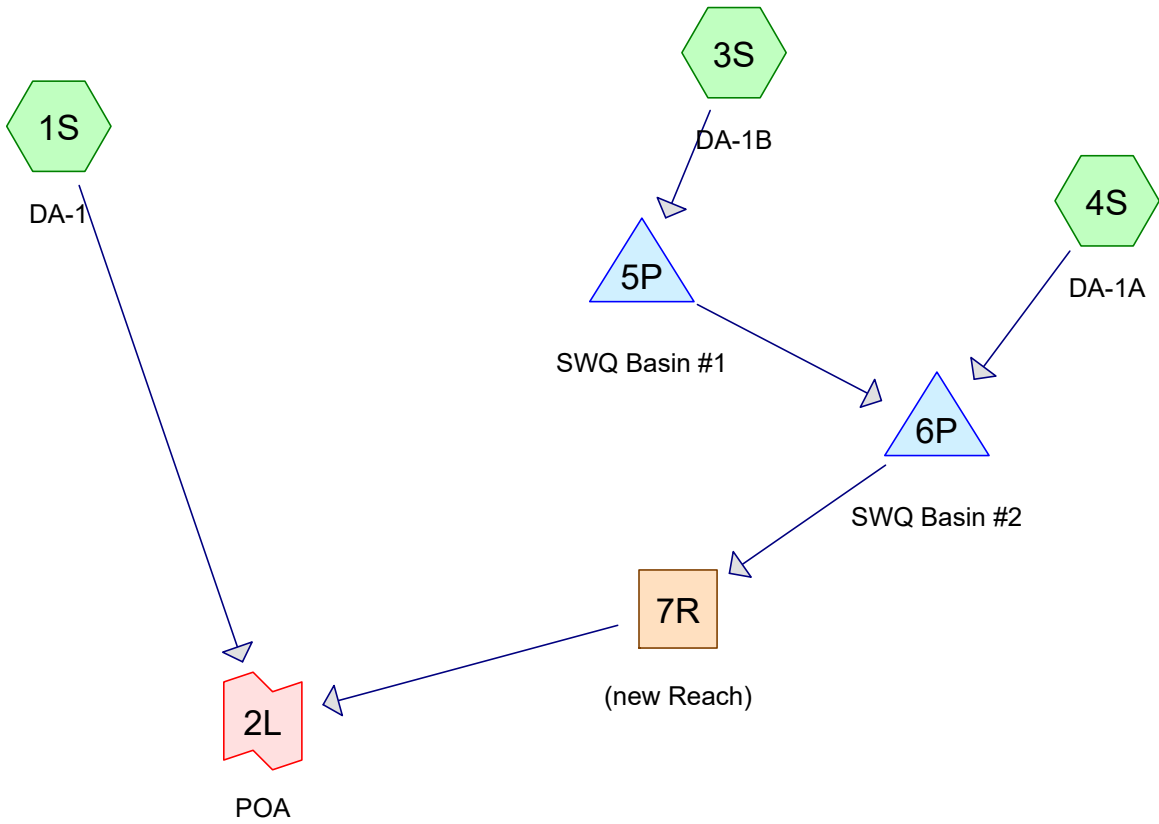 3S
DA-1B
1S
DA-1
4S
DA-1A
5P
SWQ Basin #1
6P
SWQ Basin #2
7R
(new Reach)
2L
POA